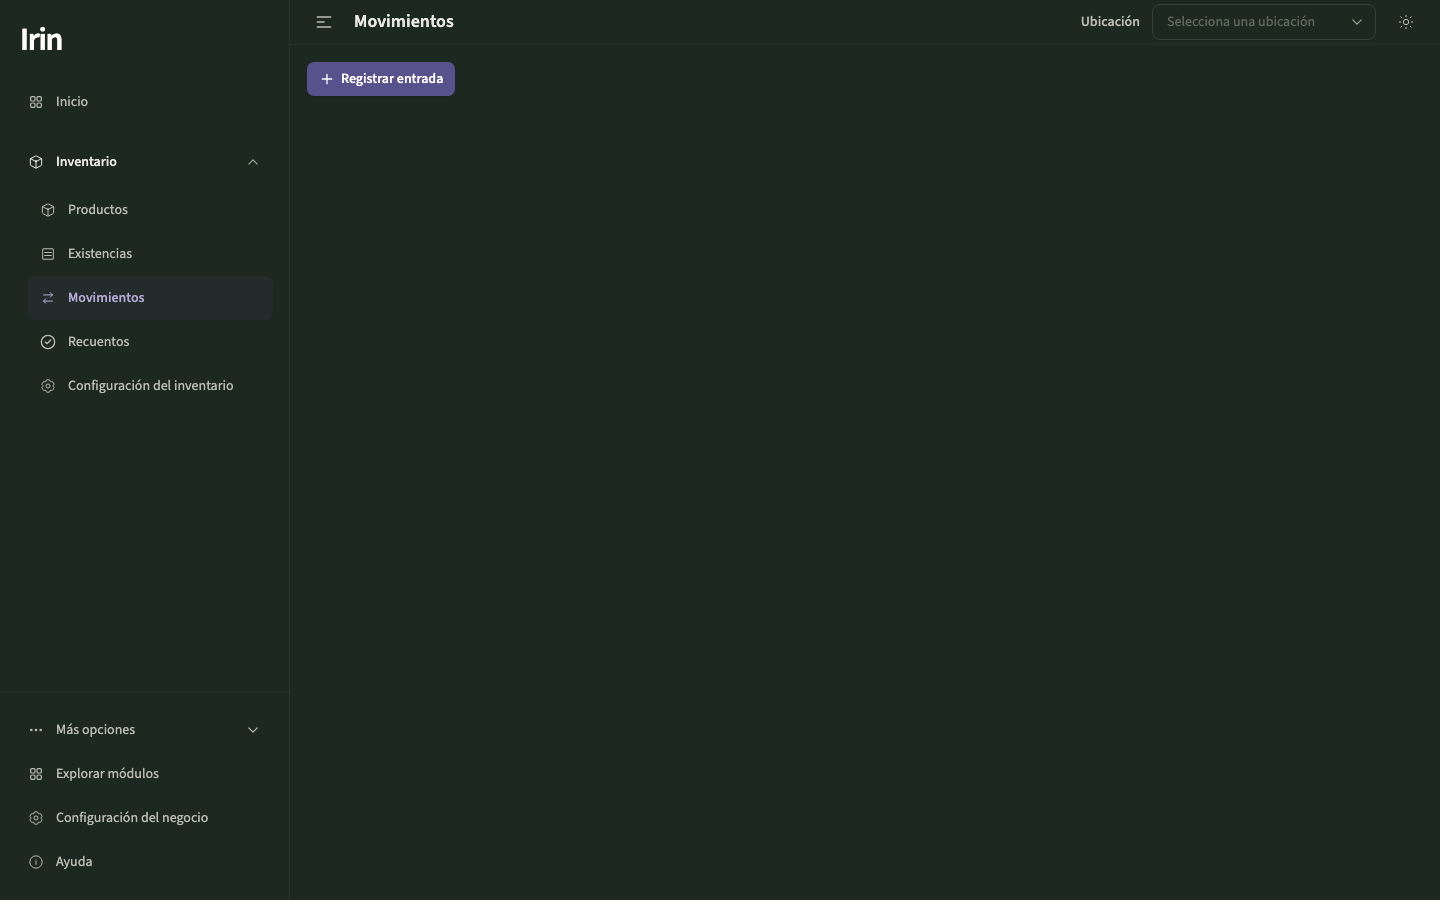 Irin
Inicio
Inventario
Productos
Existencias
Movimientos
Recuentos
Configuración del inventario
Más opciones
Explorar módulos
Configuración del negocio
Ayuda
Movimientos
Ubicación
Selecciona una ubicación
Registrar entrada